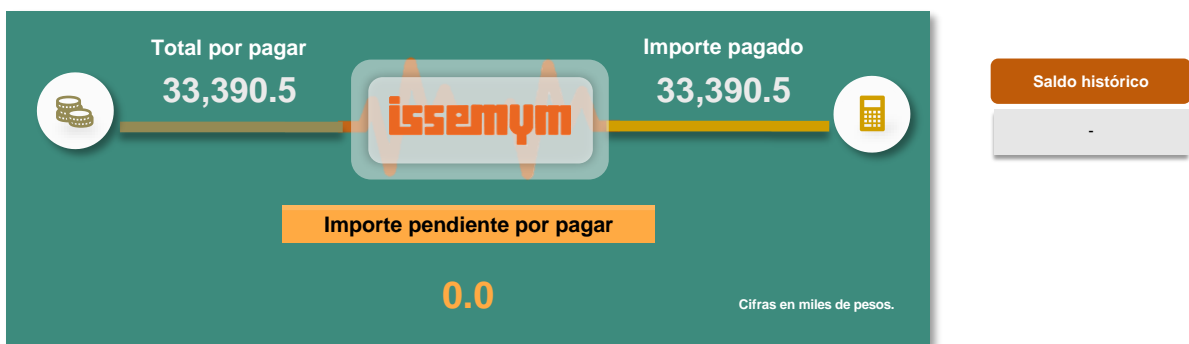 Total por pagar
33,390.5
issemym
Importe pagado
33,390.5
Importe pendiente por pagar
0.0
Cifras en miles de pesos.
Saldo histórico
-